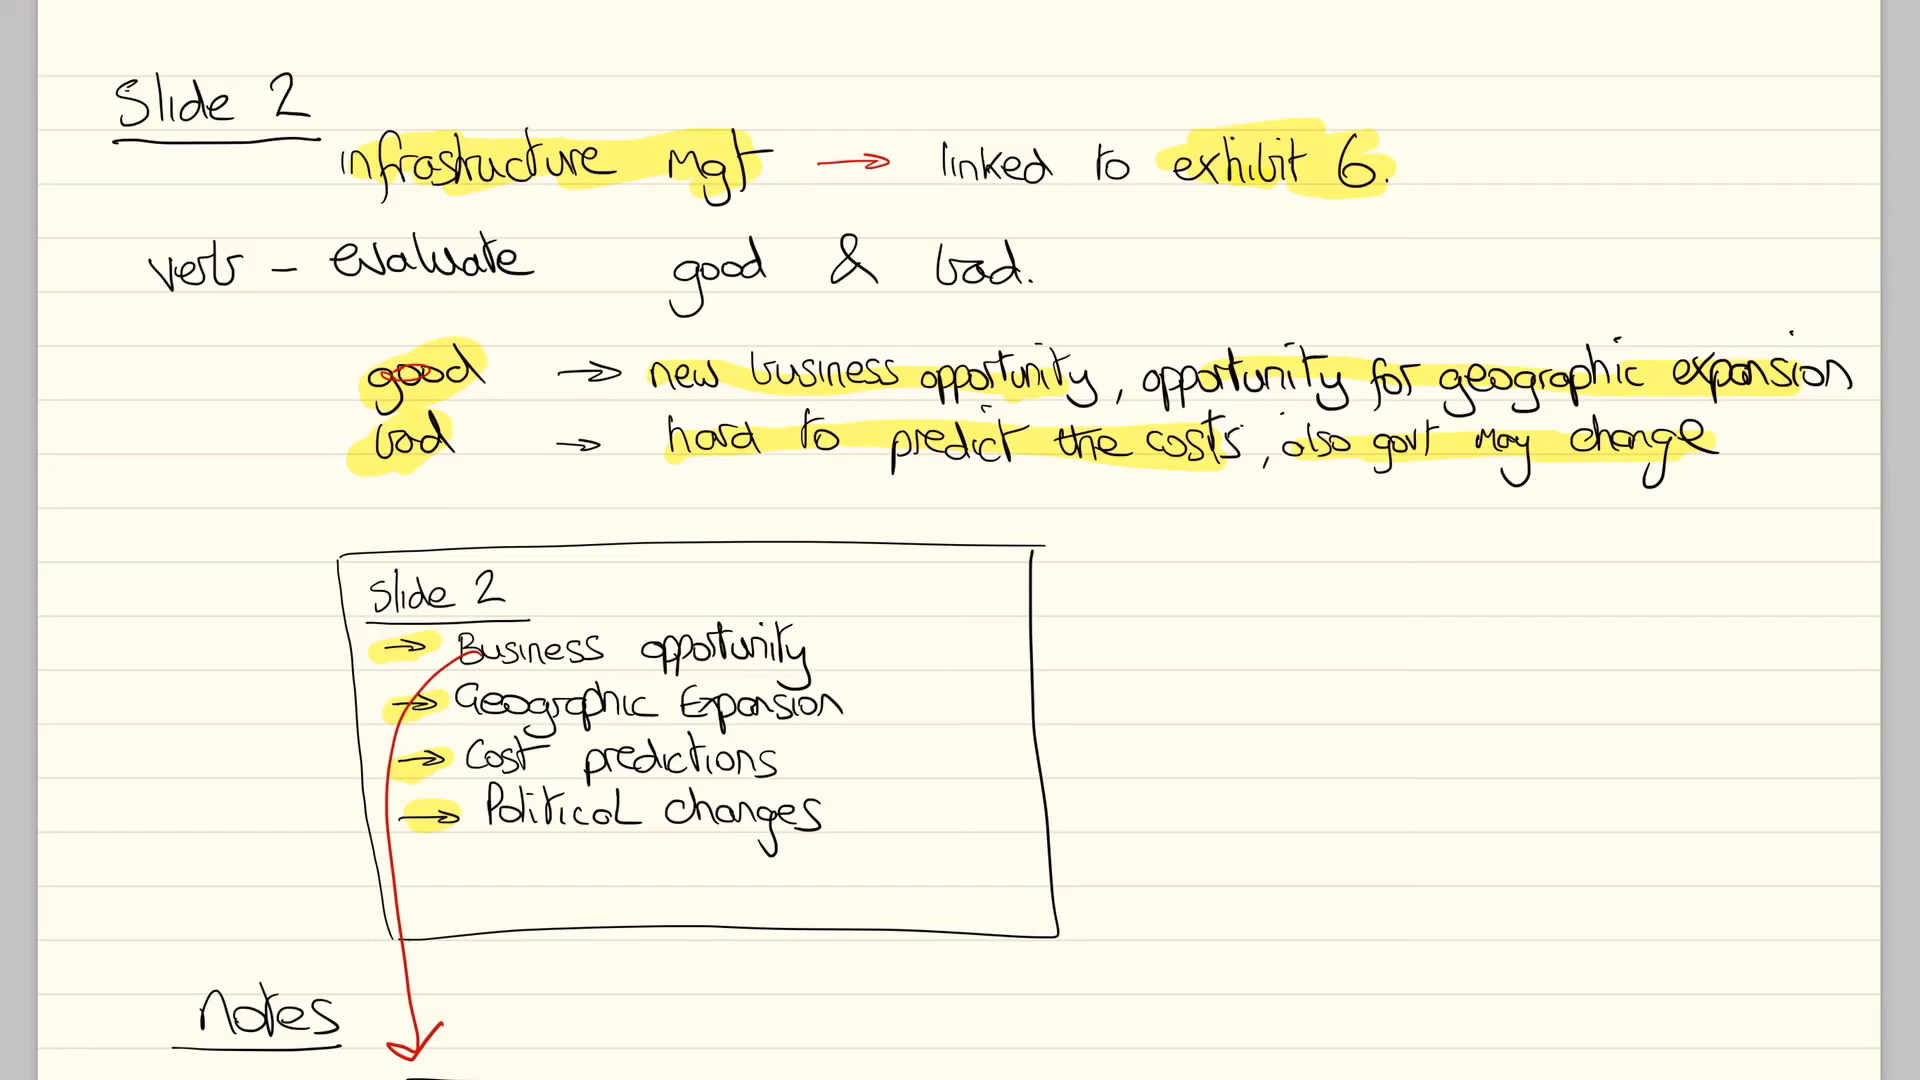 Slide 2
infrastructure Mgt → linked to exhibit 6.
verb - evaluate good & bad.
good → new business opportunity, opportunity for geographic expansion
bad → hard to predict the costs, also govt may change
Slide 2
→ Business opportunity
→ Geographic Expansion
→ Cost predictions
→ Political changes
notes